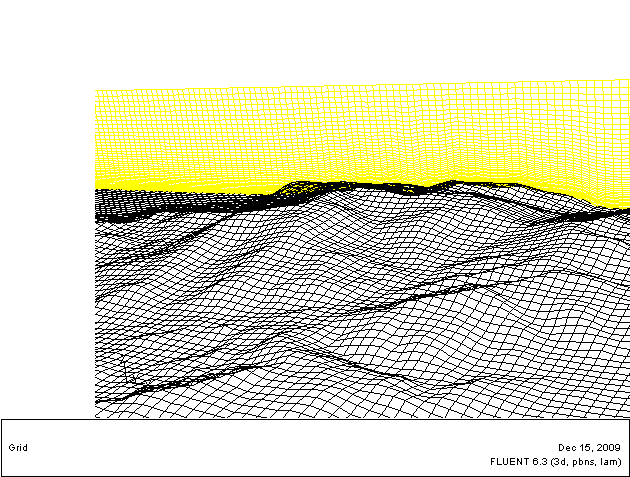 Grid
Dec 15, 2009
FLUENT 6.3 (3d, pbns, lam)